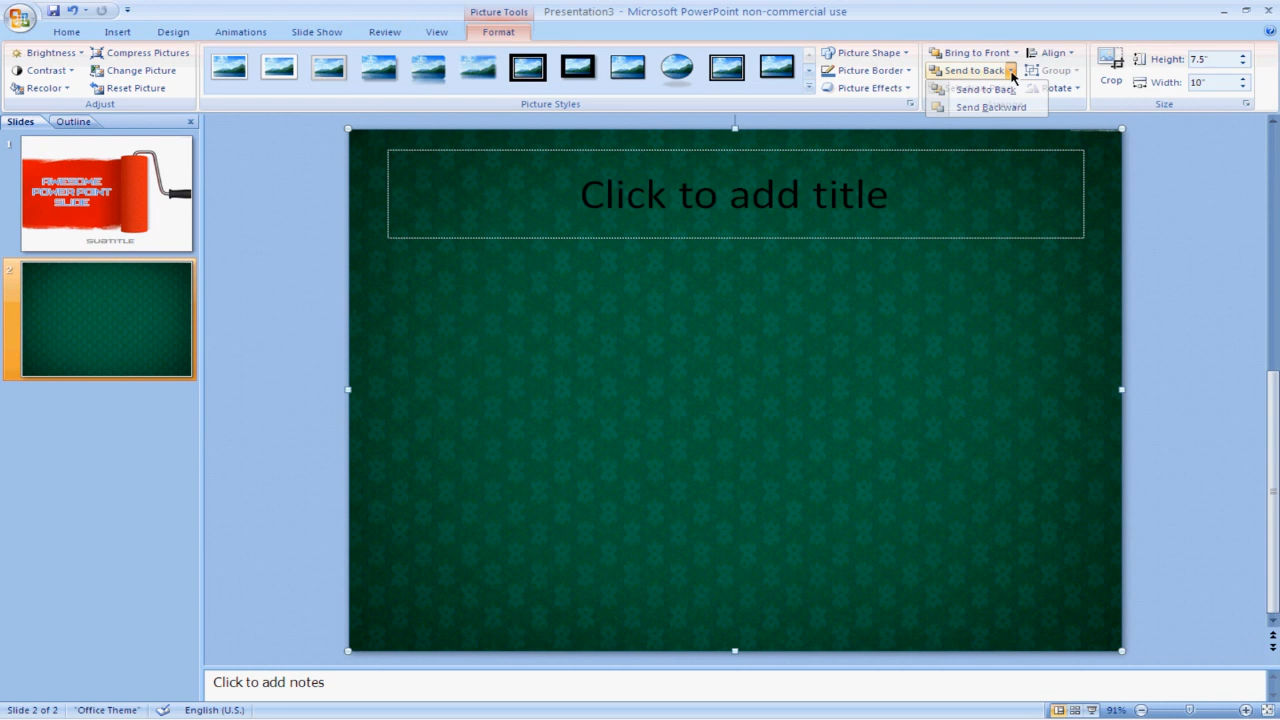 Picture Tools
Presentation3 - Microsoft PowerPoint non-commercial use
Home Insert Design Animations Slide Show Review View Format
Brightness
Contrast
Recolor
Compress Pictures
Change Picture
Reset Picture
Adjust
Picture Styles
Picture Shape
Picture Border
Picture Effects
Bring to Front
Send to Back
Send to Back
Send Backward
Align
Group
Rotate
Crop
Height: 7.5"
Width: 10"
Size
Slides Outline
1
AWESOME
POWER POINT
SLIDE
SUBTITLE
2
Click to add title
Click to add notes
Slide 2 of 2 "Office Theme" English (U.S.) 91%